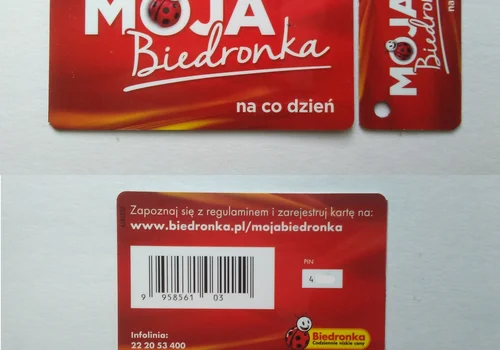 MOJA
Biedronka
na co dzień
MOJA
Biedronka
na
Zapoznaj się z regulaminem i zarejestruj kartę na:
www.biedronka.pl/mojabiedronka
PIN
4
9 958561 03
Infolinia:
22 20 53 400
Biedronka
Codziennie niskie ceny